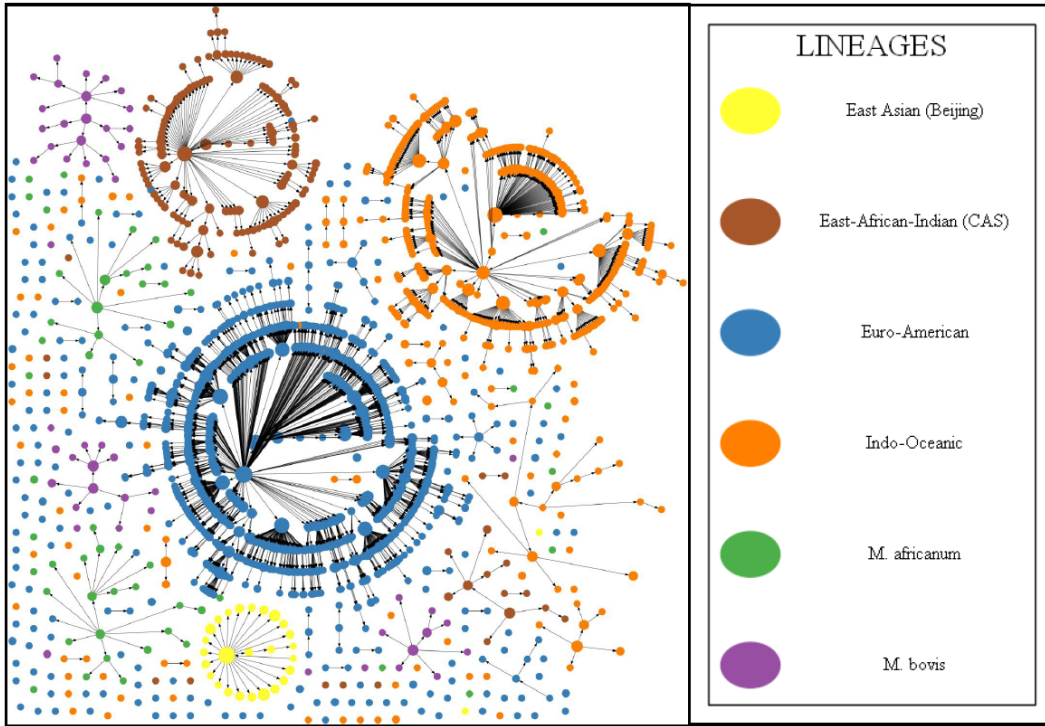 LINEAGES
East Asian (Beijing)
East-African-Indian (CAS)
Euro-American
Indo-Oceanic
M. africanum
M. bovis